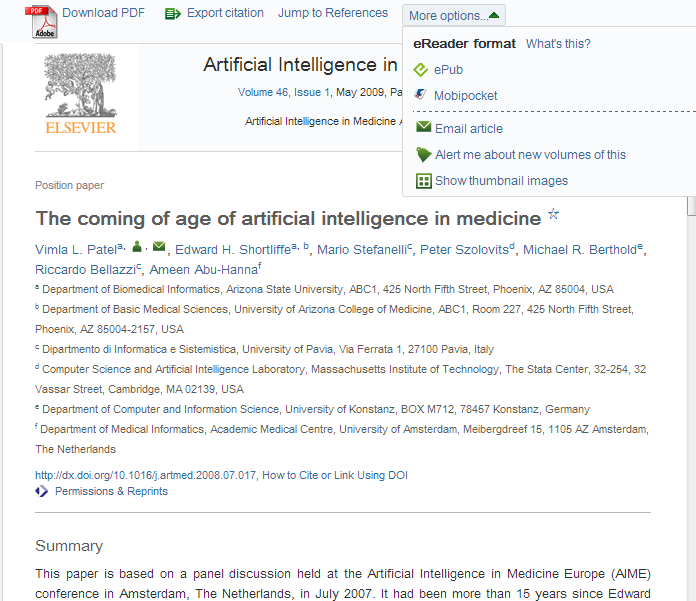 PDF
Adobe
Download PDF Export citation Jump to References More options...
eReader format What's this?
ePub
Mobipocket
Email article
Alert me about new volumes of this
Show thumbnail images
ELSEVIER
Artificial Intelligence in
Volume 46, Issue 1, May 2009, Pa
Artificial Intelligence in Medicine A
Position paper
The coming of age of artificial intelligence in medicine ☆
Vimla L. Patelᵃ, , Edward H. Shortliffeᵃ, ᵇ, Mario Stefanelliᶜ, Peter Szolovitsᵈ, Michael R. Bertholdᵉ,
Riccardo Bellazziᶜ, Ameen Abu-Hannaᶠ
ᵃ Department of Biomedical Informatics, Arizona State University, ABC1, 425 North Fifth Street, Phoenix, AZ 85004, USA
ᵇ Department of Basic Medical Sciences, University of Arizona College of Medicine, ABC1, Room 227, 425 North Fifth Street,
Phoenix, AZ 85004-2157, USA
ᶜ Dipartimento di Informatica e Sistemistica, University of Pavia, Via Ferrata 1, 27100 Pavia, Italy
ᵈ Computer Science and Artificial Intelligence Laboratory, Massachusetts Institute of Technology, The Stata Center, 32-254, 32
Vassar Street, Cambridge, MA 02139, USA
ᵉ Department of Computer and Information Science, University of Konstanz, BOX M712, 78457 Konstanz, Germany
ᶠ Department of Medical Informatics, Academic Medical Centre, University of Amsterdam, Meibergdreef 15, 1105 AZ Amsterdam,
The Netherlands
http://dx.doi.org/10.1016/j.artmed.2008.07.017, How to Cite or Link Using DOI
Permissions & Reprints
Summary
This paper is based on a panel discussion held at the Artificial Intelligence in Medicine Europe (AIME)
conference in Amsterdam, The Netherlands, in July 2007. It had been more than 15 years since Edward